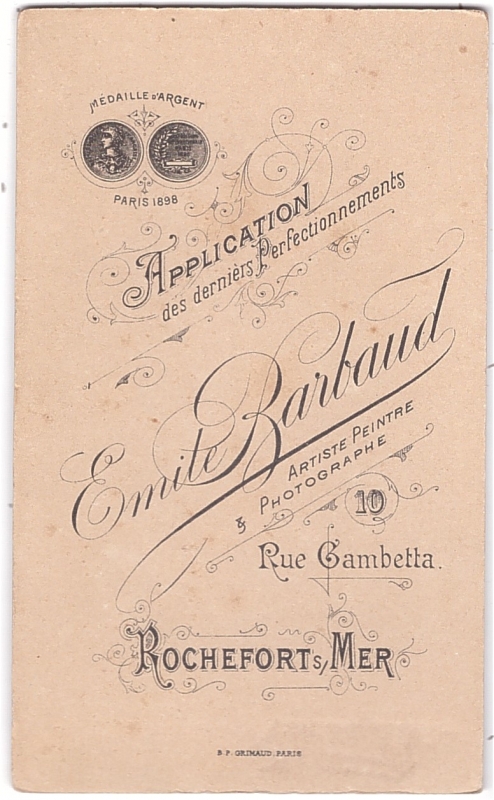 MÉDAILLE D'ARGENT
PARIS 1898
APPLICATION
des dernièrs Perfectionnements
Emile Barbaud
ARTISTE PEINTRE
& PHOTOGRAPHE
10
Rue Gambetta.
ROCHEFORT S/MER
B.P. GRIMAUD. PARIS